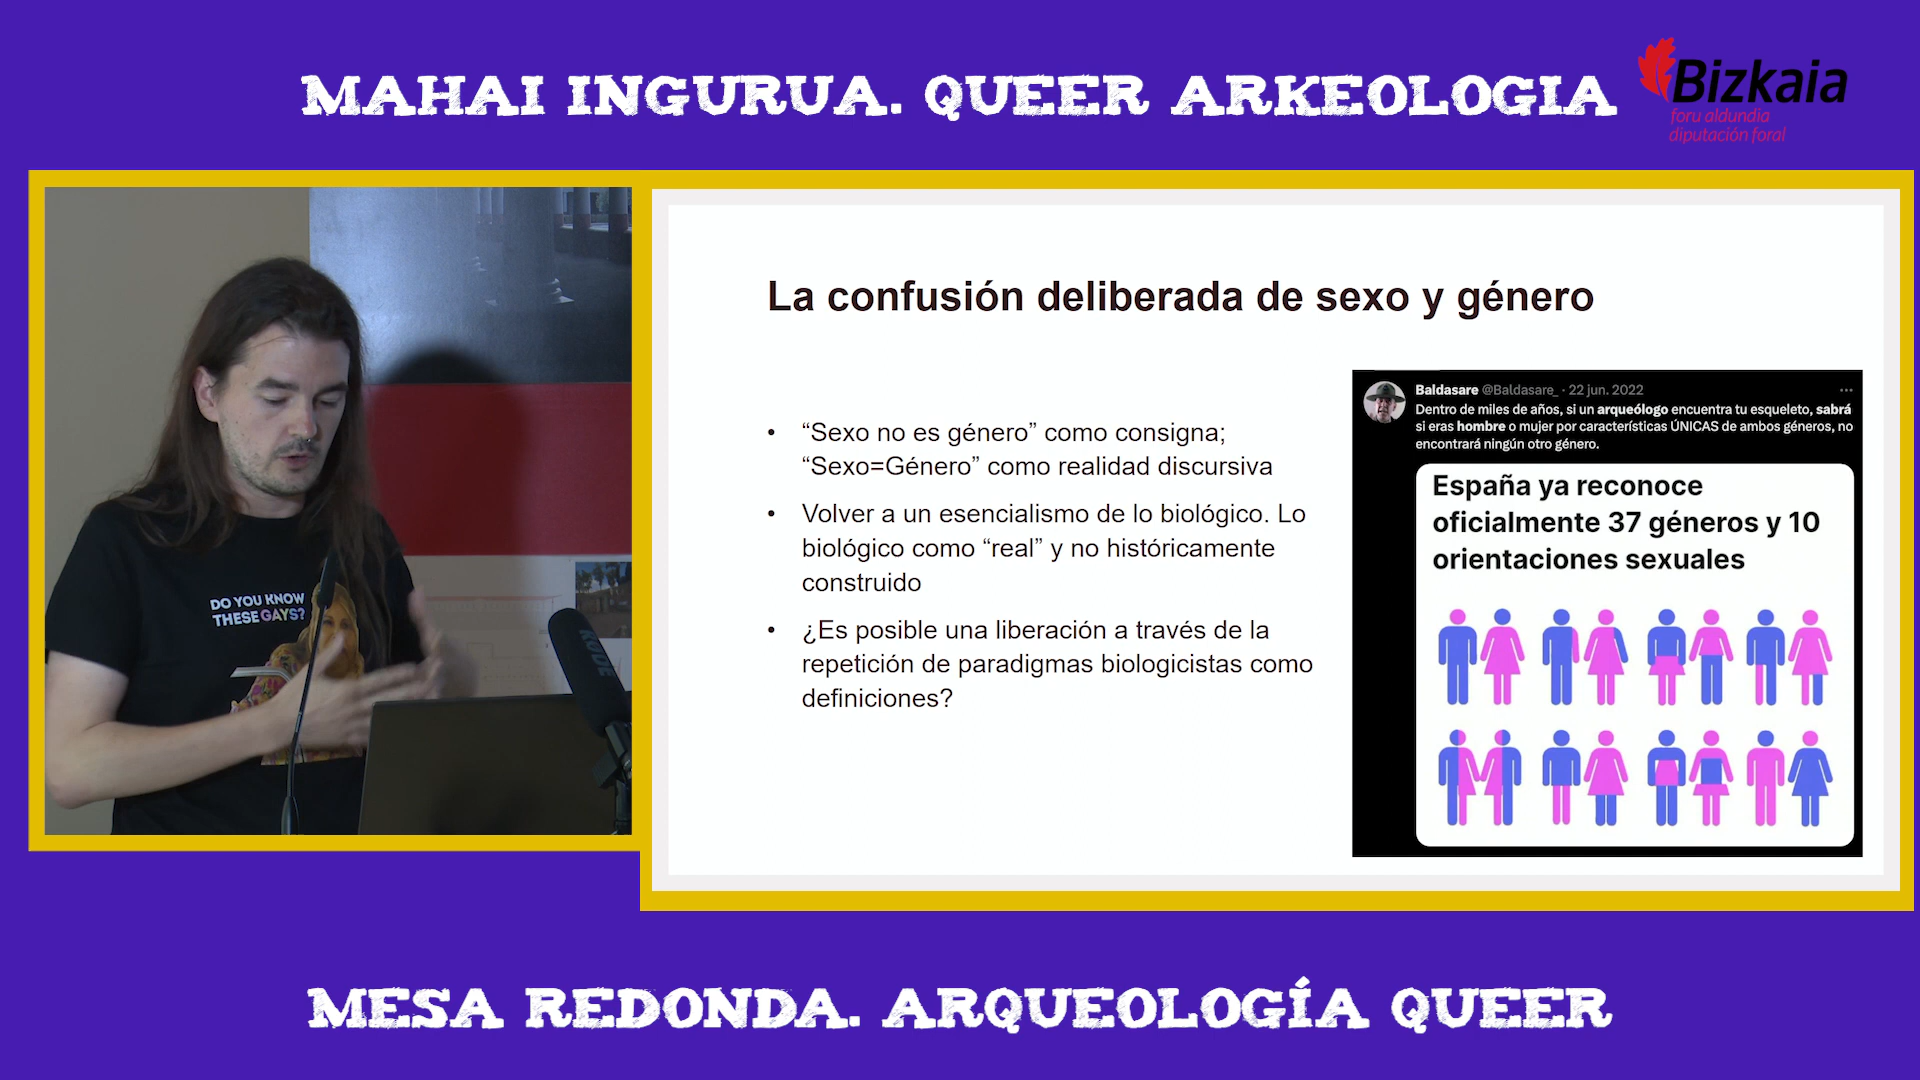 MAHAI INGURUA. QUEER ARKEOLOGIA
Bizkaia
foru aldundia
diputación foral
DO YOU KNOW
THESE GAYS?
RODE
La confusión deliberada de sexo y género
• “Sexo no es género” como consigna;
“Sexo=Género” como realidad discursiva
• Volver a un esencialismo de lo biológico. Lo
biológico como “real” y no históricamente
construido
• ¿Es posible una liberación a través de la
repetición de paradigmas biologicistas como
definiciones?
Baldasare @Baldasare_ · 22 jun. 2022
Dentro de miles de años, si un arqueólogo encuentra tu esqueleto, sabrá
si eras hombre o mujer por características ÚNICAS de ambos géneros, no
encontrará ningún otro género.
España ya reconoce
oficialmente 37 géneros y 10
orientaciones sexuales
MESA REDONDA. ARQUEOLOGÍA QUEER